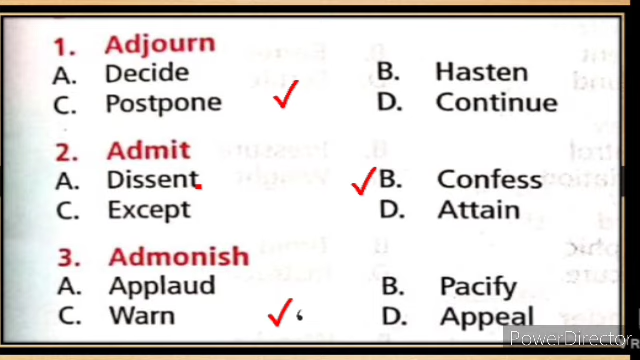 1. Adjourn
A. Decide B. Hasten
C. Postpone D. Continue
2. Admit
A. Dissent B. Confess
C. Except D. Attain
3. Admonish
A. Applaud B. Pacify
C. Warn D. Appeal
PowerDirector